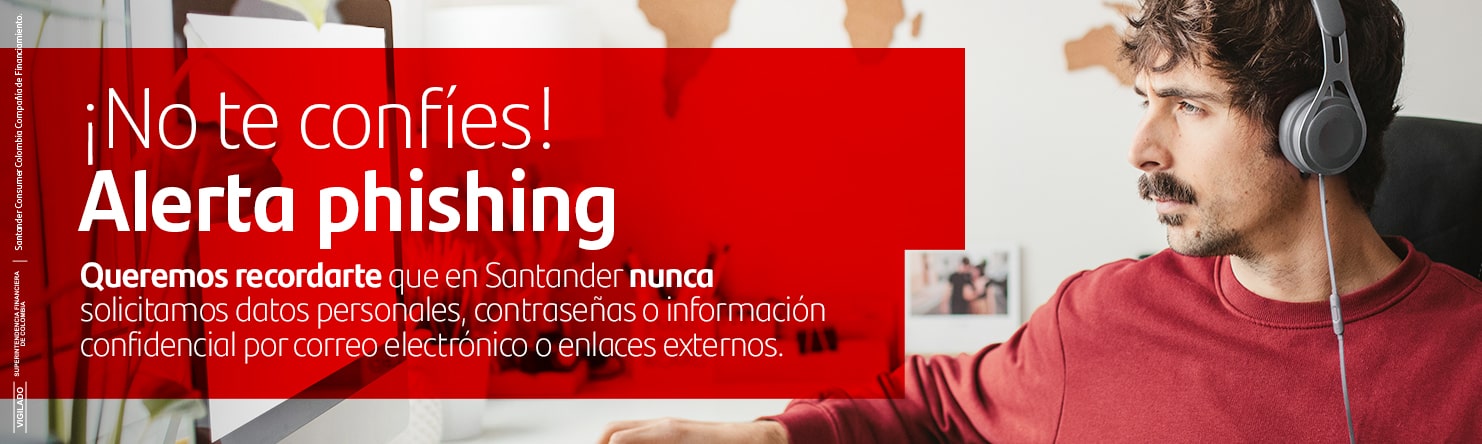 ¡No te confíes!
Alerta phishing
Queremos recordarte que en Santander nunca
solicitamos datos personales, contraseñas o información
confidencial por correo electrónico o enlaces externos.
VIGILADO
SUPERINTENDENCIA FINANCIERA
DE COLOMBIA
Santander Consumer Colombia Compañía de Financiamiento.